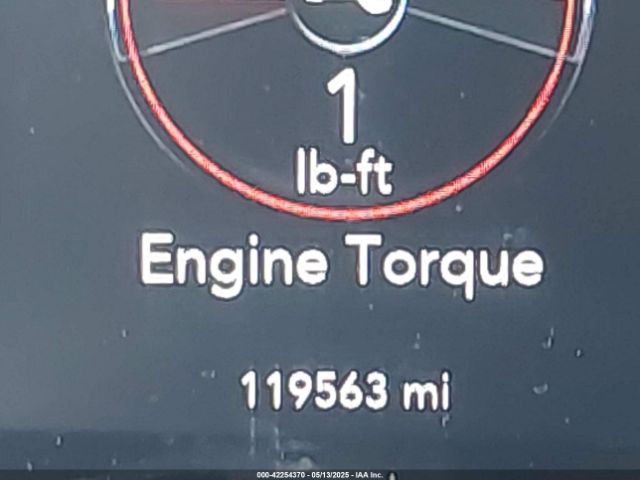 1
lb-ft
Engine Torque
119563 mi
000-42254370 - 05/13/2025 - IAA Inc.